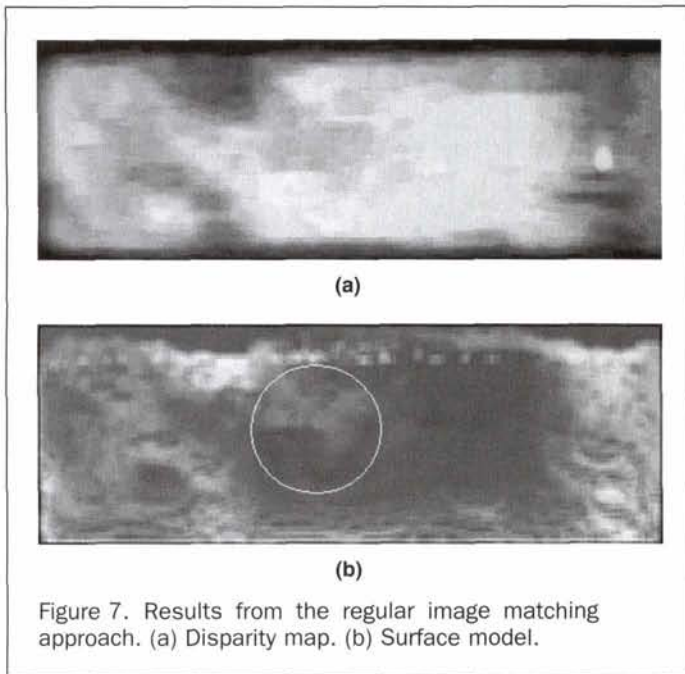 (a)
(b)
Figure 7. Results from the regular image matching
approach. (a) Disparity map. (b) Surface model.